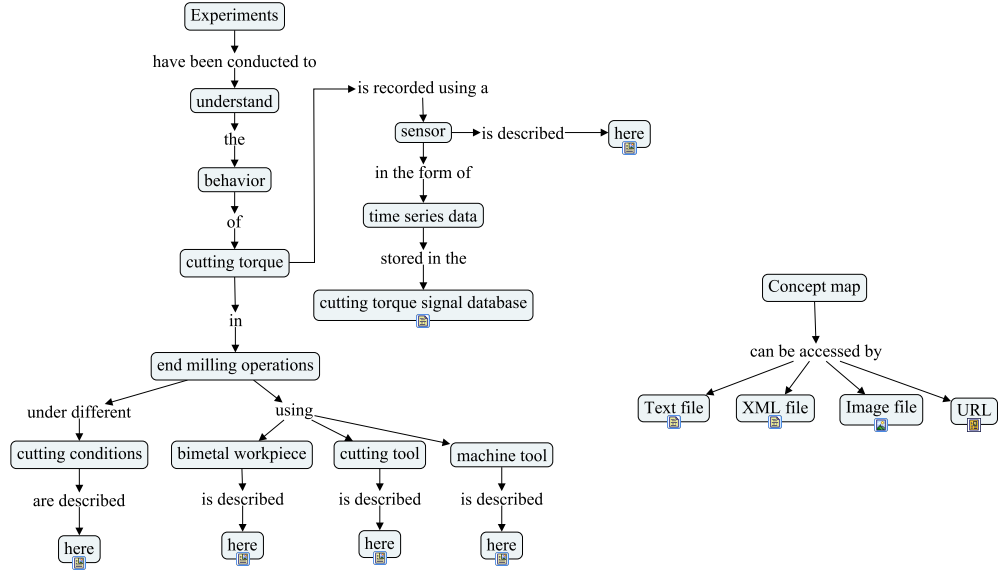 Experiments
have been conducted to
understand
the
behavior
of
cutting torque
in
end milling operations
under different
cutting conditions
are described
here
using
bimetal workpiece
is described
here
cutting tool
is described
here
machine tool
is described
here
is recorded using a
sensor
is described
here
in the form of
time series data
stored in the
cutting torque signal database
Concept map
can be accessed by
Text file
XML file
Image file
URL